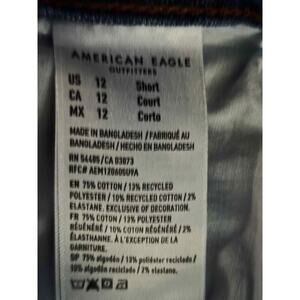 AMERICAN EAGLE
OUTFITTERS
US 12 Short
CA 12 Court
MX 12 Corto
MADE IN BANGLADESH / FABRIQUÉ AU
BANGLADESH / HECHO EN BANGLADESH
RN 54485/CA 03073
RFC# AEM120605U9A
EN 75% COTTON / 13% RECYCLED
POLYESTER / 10% RECYCLED COTTON / 2%
ELASTANE. EXCLUSIVE OF DECORATION.
FR 75% COTON / 13% POLYESTER
RÉGÉNÉRÉ / 10% COTON RÉGÉNÉRÉ / 2%
ÉLASTHANNE. À L'EXCEPTION DE LA
GARNITURE.
SP 75% algodón / 13% poliéster reciclado /
10% algodón reciclado / 2% elastano.